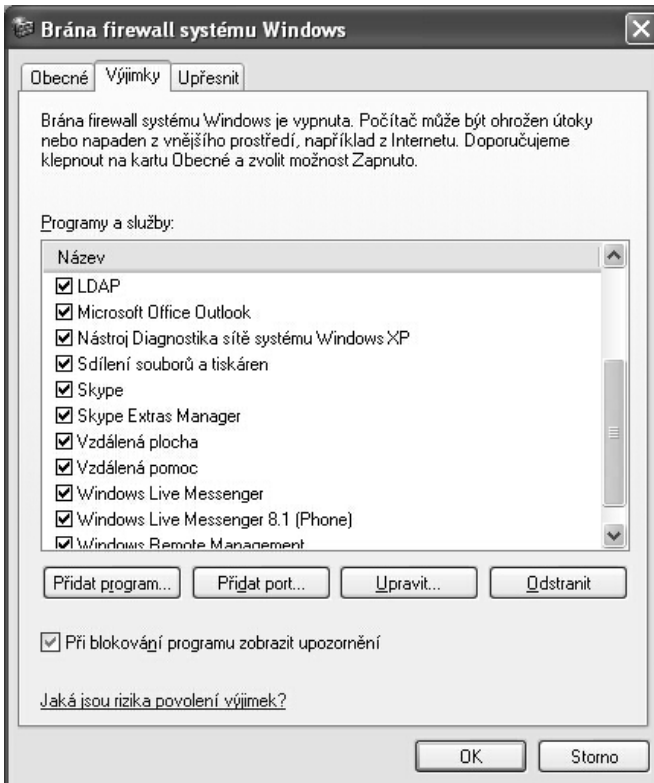 Brána firewall systému Windows
Obecné Výjimky Upřesnit
Brána firewall systému Windows je vypnuta. Počítač může být ohrožen útoky
nebo napaden z vnějšího prostředí, například z Internetu. Doporučujeme
klepnout na kartu Obecné a zvolit možnost Zapnuto.
Programy a služby:
Název
LDAP
Microsoft Office Outlook
Nástroj Diagnostika sítě systému Windows XP
Sdílení souborů a tiskáren
Skype
Skype Extras Manager
Vzdálená plocha
Vzdálená pomoc
Windows Live Messenger
Windows Live Messenger 8.1 (Phone)
Windows Remote Management
Přidat program... Přidat port... Upravit... Odstranit
Při blokování programu zobrazit upozornění
Jaká jsou rizika povolení výjimek?
OK Storno